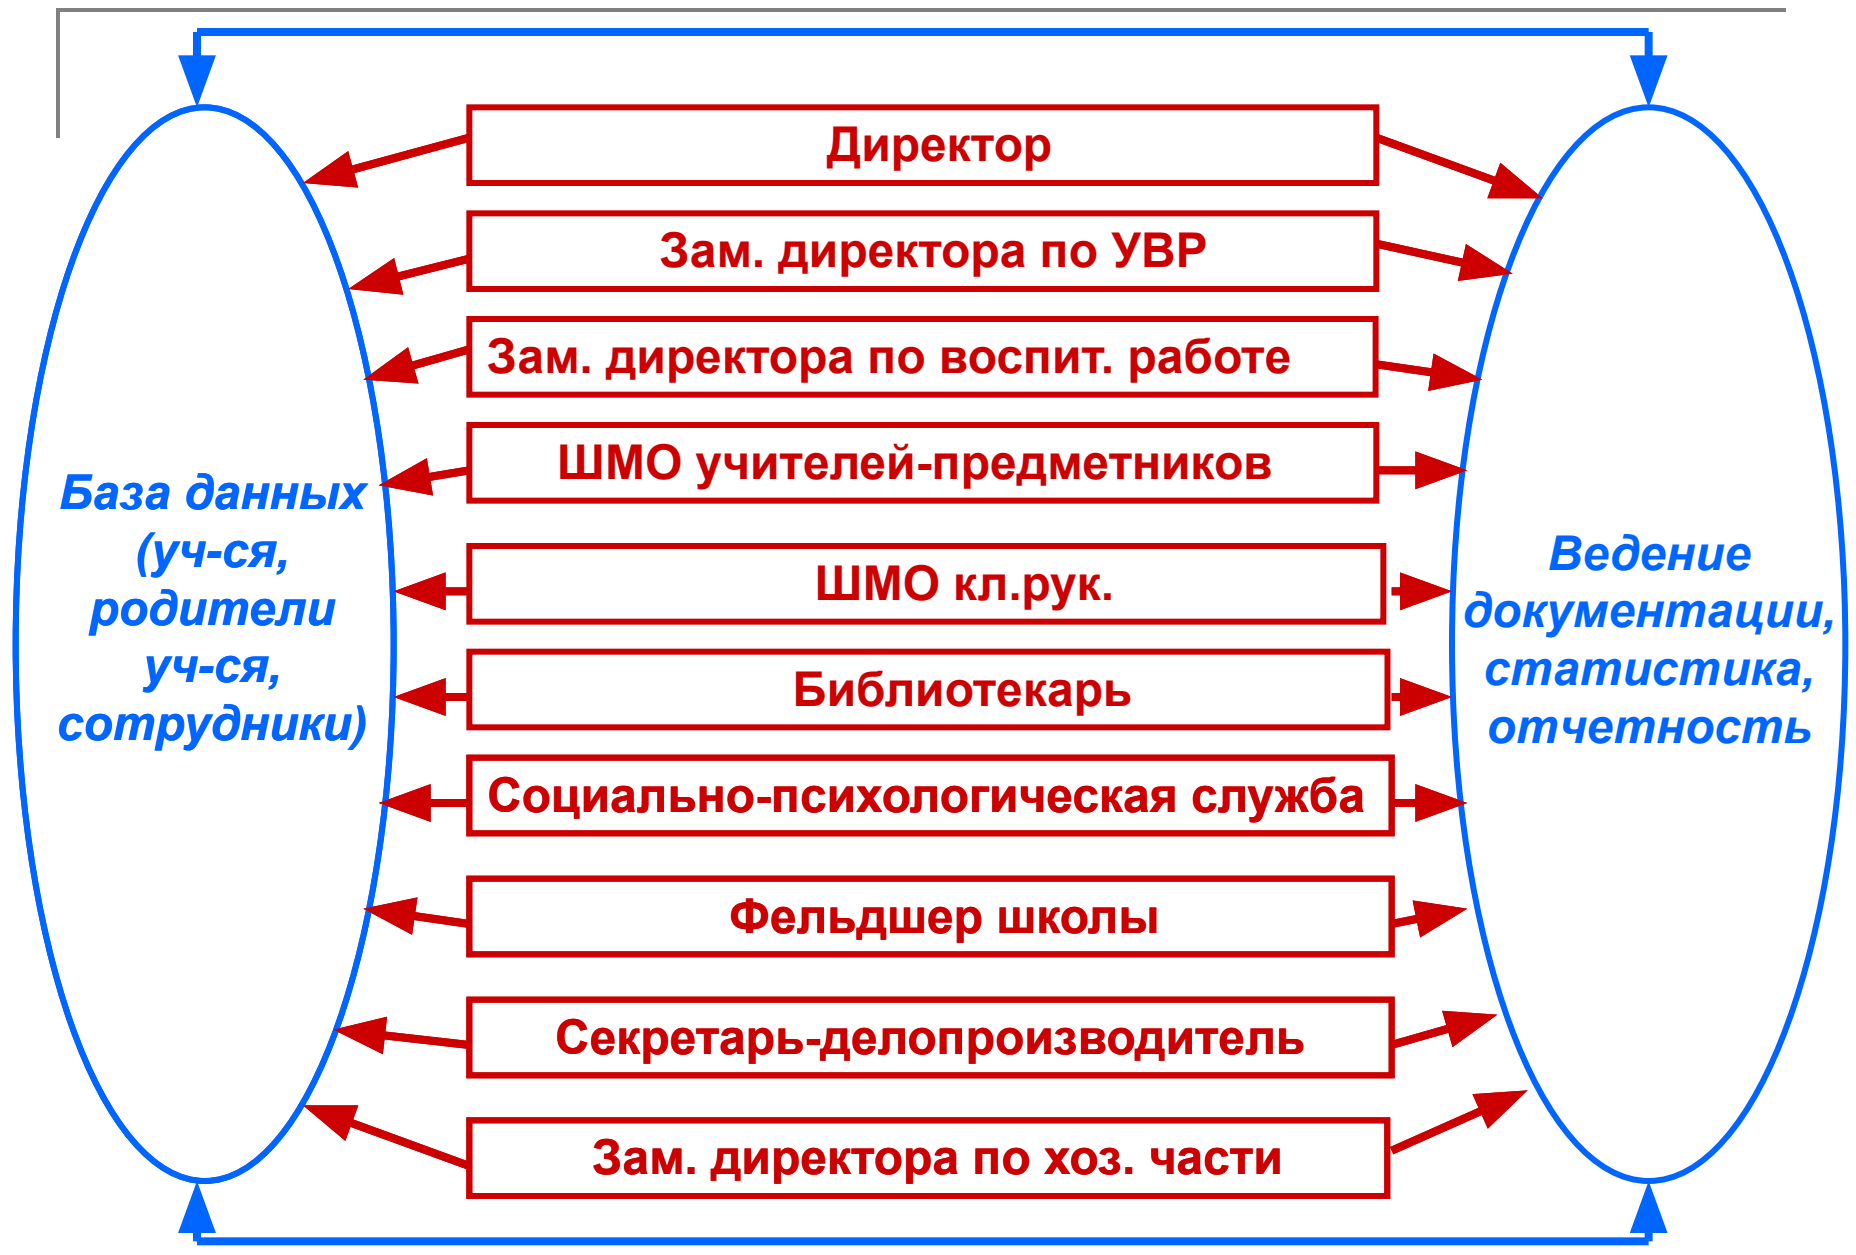 Директор
Зам. директора по УВР
Зам. директора по воспит. работе
ШМО учителей-предметников
База данных
(уч-ся,
родители
уч-ся,
сотрудники)
ШМО кл.рук.
Библиотекарь
Социально-психологическая служба
Фельдшер школы
Секретарь-делопроизводитель
Зам. директора по хоз. части
Ведение
документации,
статистика,
отчетность